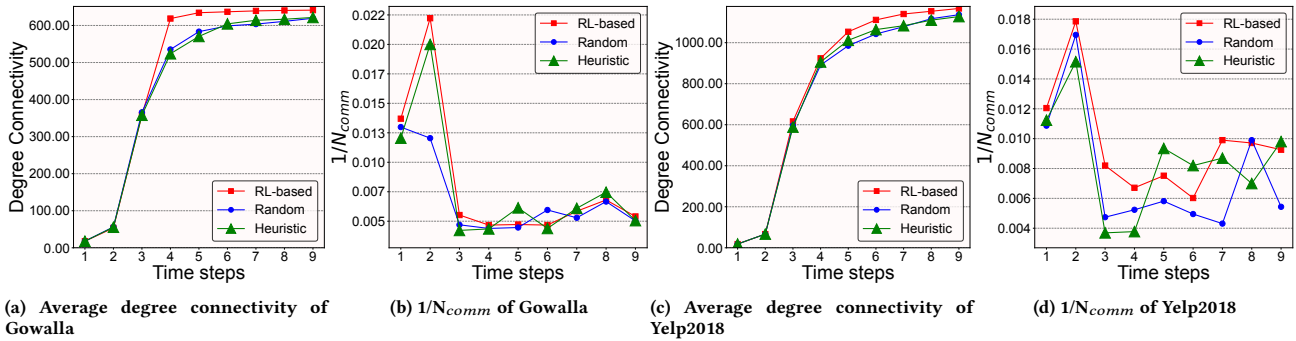 Degree Connectivity
600.00
500.00
400.00
300.00
200.00
100.00
0.00
1 2 3 4 5 6 7 8 9
Time steps
RL-based
Random
Heuristic
1/N_comm
0.022
0.020
0.017
0.015
0.013
0.010
0.007
0.005
1 2 3 4 5 6 7 8 9
Time steps
RL-based
Random
Heuristic
Degree Connectivity
1000.00
800.00
600.00
400.00
200.00
0.00
1 2 3 4 5 6 7 8 9
Time steps
RL-based
Random
Heuristic
1/N_comm
0.018
0.016
0.014
0.012
0.010
0.008
0.006
0.004
1 2 3 4 5 6 7 8 9
Time steps
RL-based
Random
Heuristic
(a) Average degree connectivity of
Gowalla
(b) 1/N_comm of Gowalla
(c) Average degree connectivity of
Yelp2018
(d) 1/N_comm of Yelp2018